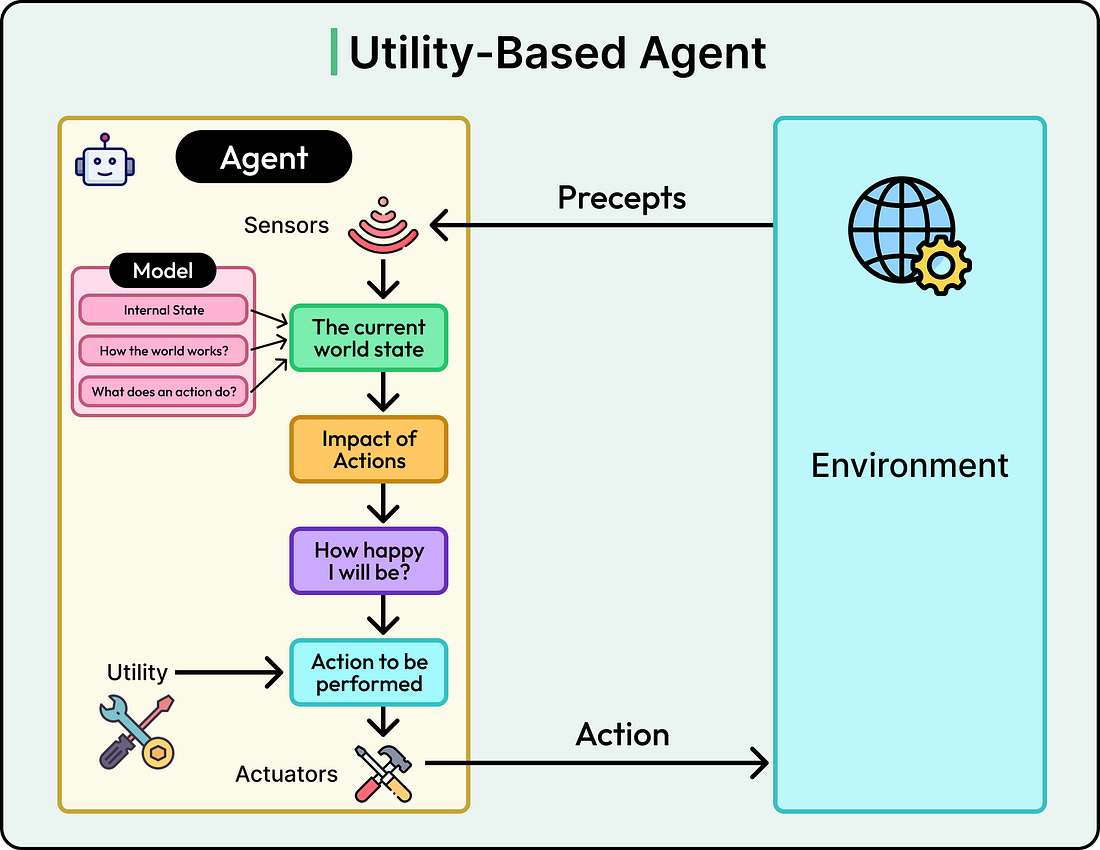 Utility-Based Agent
Agent
Sensors
Precepts
Model
Internal State
How the world works?
What does an action do?
The current
world state
Impact of
Actions
How happy
I will be?
Environment
Utility
Action to be
performed
Action
Actuators